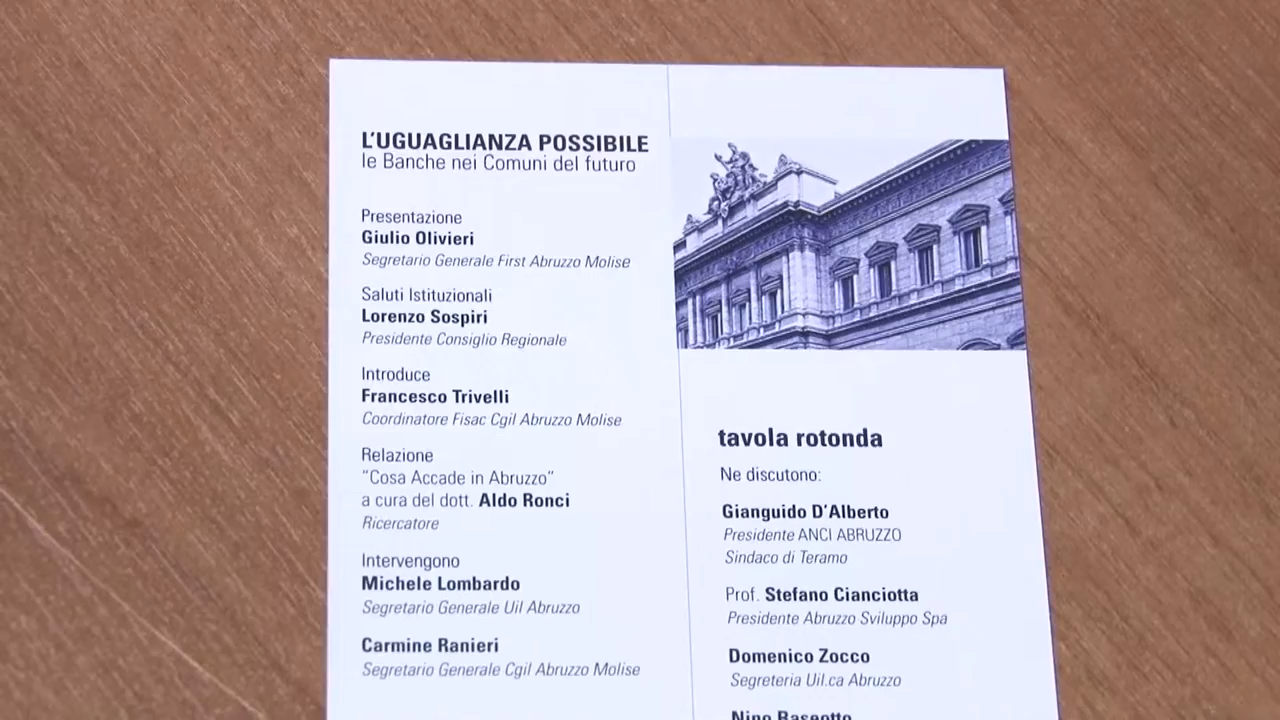 L'UGUAGLIANZA POSSIBILE
le Banche nei Comuni del futuro
Presentazione
Giulio Olivieri
Segretario Generale First Abruzzo Molise
Saluti Istituzionali
Lorenzo Sospiri
Presidente Consiglio Regionale
Introduce
Francesco Trivelli
Coordinatore Fisac Cgil Abruzzo Molise
Relazione
"Cosa Accade in Abruzzo"
a cura del dott. Aldo Ronci
Ricercatore
Intervengono
Michele Lombardo
Segretario Generale Uil Abruzzo
Carmine Ranieri
Segretario Generale Cgil Abruzzo Molise
tavola rotonda
Ne discutono:
Gianguido D'Alberto
Presidente ANCI ABRUZZO
Sindaco di Teramo
Prof. Stefano Cianciotta
Presidente Abruzzo Sviluppo Spa
Domenico Zocco
Segreteria Uil.ca Abruzzo
Nino